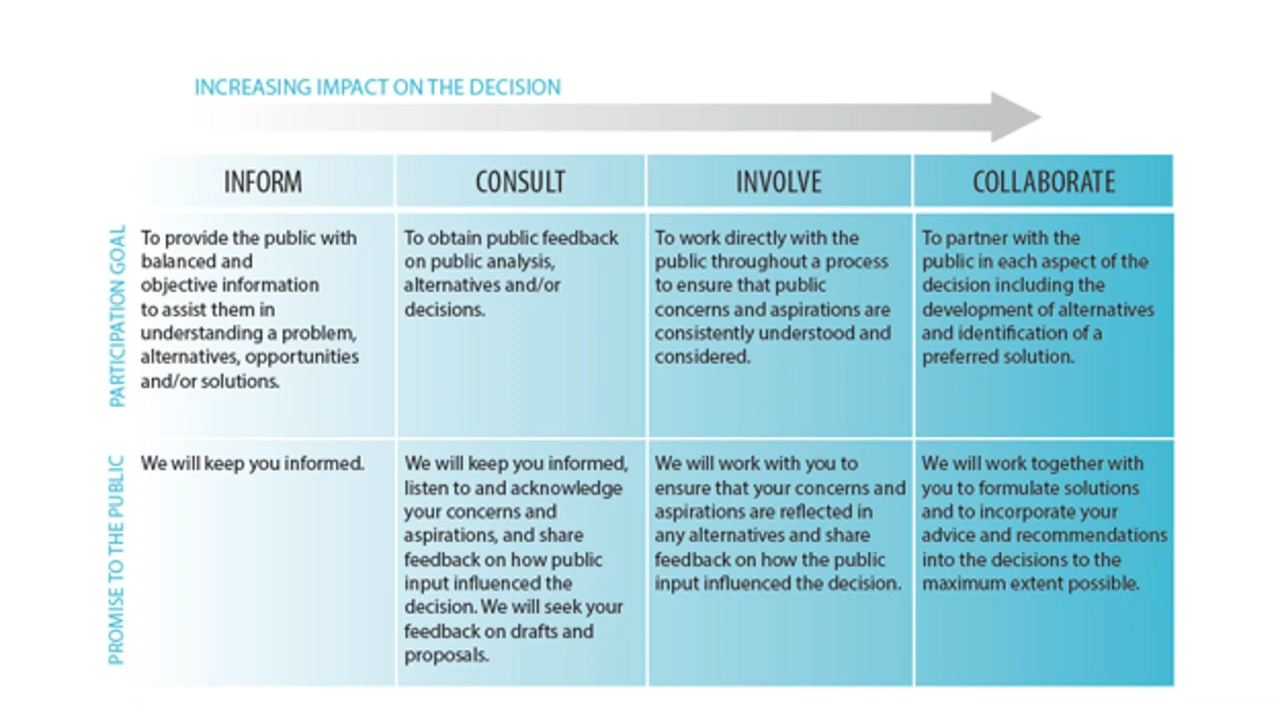 INCREASING IMPACT ON THE DECISION
INFORM
CONSULT
INVOLVE
COLLABORATE
PARTICIPATION GOAL
To provide the public with
balanced and
objective information
to assist them in
understanding a problem,
alternatives, opportunities
and/or solutions.
To obtain public feedback
on public analysis,
alternatives and/or
decisions.
To work directly with the
public throughout a process
to ensure that public
concerns and aspirations are
consistently understood and
considered.
To partner with the
public in each aspect of the
decision including the
development of alternatives
and identification of a
preferred solution.
PROMISE TO THE PUBLIC
We will keep you informed.
We will keep you informed,
listen to and acknowledge
your concerns and
aspirations, and share
feedback on how public
input influenced the
decision. We will seek your
feedback on drafts and
proposals.
We will work with you to
ensure that your concerns and
aspirations are reflected in
any alternatives and share
feedback on how the public
input influenced the decision.
We will work together with
you to formulate solutions
and to incorporate your
advice and recommendations
into the decisions to the
maximum extent possible.